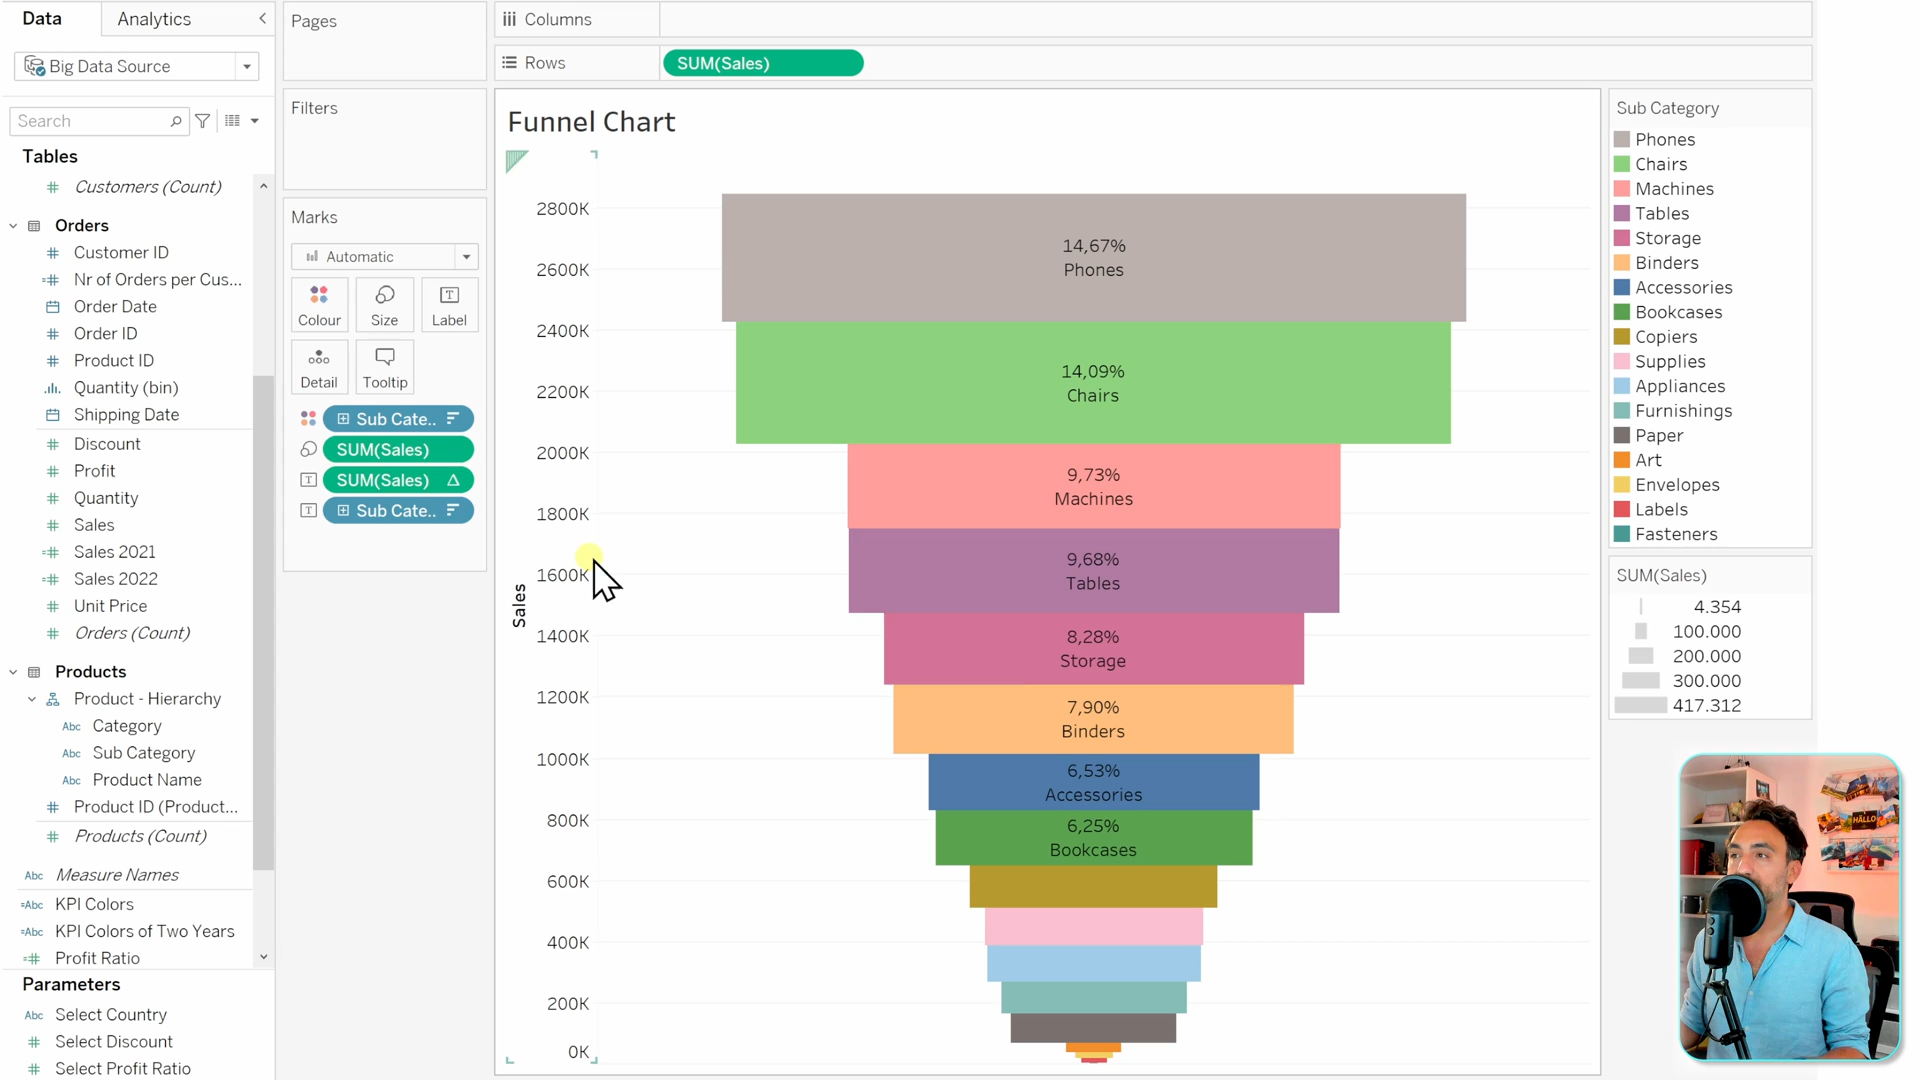 Data
Analytics
Big Data Source
Search
Tables
Customers (Count)
Orders
Customer ID
Nr of Orders per Cus...
Order Date
Order ID
Product ID
Quantity (bin)
Shipping Date
Discount
Profit
Quantity
Sales
Sales 2021
Sales 2022
Unit Price
Orders (Count)
Products
Product - Hierarchy
Abc Category
Abc Sub Category
Abc Product Name
Product ID (Product...
Products (Count)
Abc Measure Names
=Abc KPI Colors
=Abc KPI Colors of Two Years
Profit Ratio
Parameters
Abc Select Country
Select Discount
Select Profit Ratio
Pages
Filters
Marks
Automatic
Colour
Size
Label
Detail
Tooltip
Sub Cate..
SUM(Sales)
SUM(Sales)
Sub Cate..
Columns
Rows
SUM(Sales)
Funnel Chart
Sales
2800K
2600K
2400K
2200K
2000K
1800K
1600K
1400K
1200K
1000K
800K
600K
400K
200K
0K
14,67%
Phones
14,09%
Chairs
9,73%
Machines
9,68%
Tables
8,28%
Storage
7,90%
Binders
6,53%
Accessories
6,25%
Bookcases
Sub Category
Phones
Chairs
Machines
Tables
Storage
Binders
Accessories
Bookcases
Copiers
Supplies
Appliances
Furnishings
Paper
Art
Envelopes
Labels
Fasteners
SUM(Sales)
4.354
100.000
200.000
300.000
417.312
HALLO